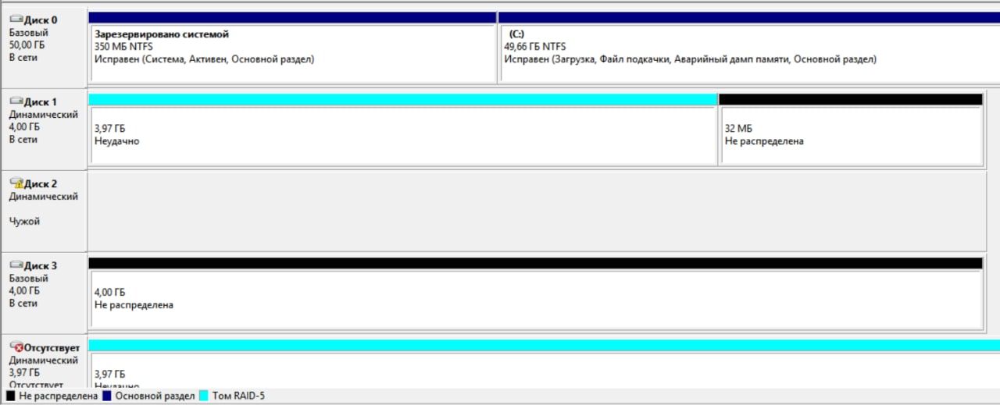 Диск 0
Базовый
50,00 ГБ
В сети
Зарезервировано системой
350 МБ NTFS
Исправен (Система, Активен, Основной раздел)
(C:)
49,66 ГБ NTFS
Исправен (Загрузка, Файл подкачки, Аварийный дамп памяти, Основной раздел)
Диск 1
Динамический
4,00 ГБ
В сети
3,97 ГБ
Неудачно
32 МБ
Не распределена
Диск 2
Динамический
Чужой
Диск 3
Базовый
4,00 ГБ
В сети
4,00 ГБ
Не распределена
Отсутствует
Динамический
3,97 ГБ
Отсутствует
3,97 ГБ
Неудачно
Не распределена
Основной раздел
Том RAID-5